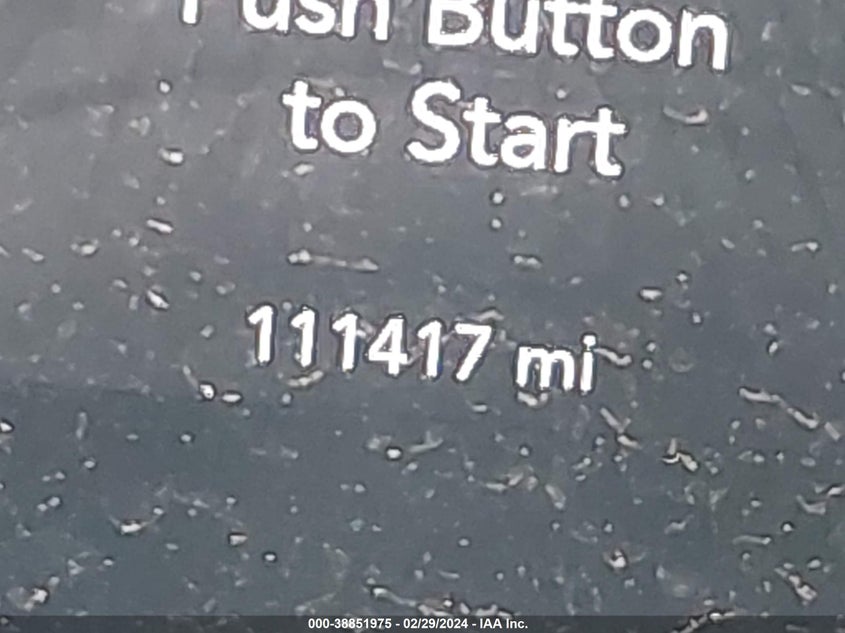 Push Button
to Start
111417 mi
000-38851975 - 02/29/2024 - IAA Inc.